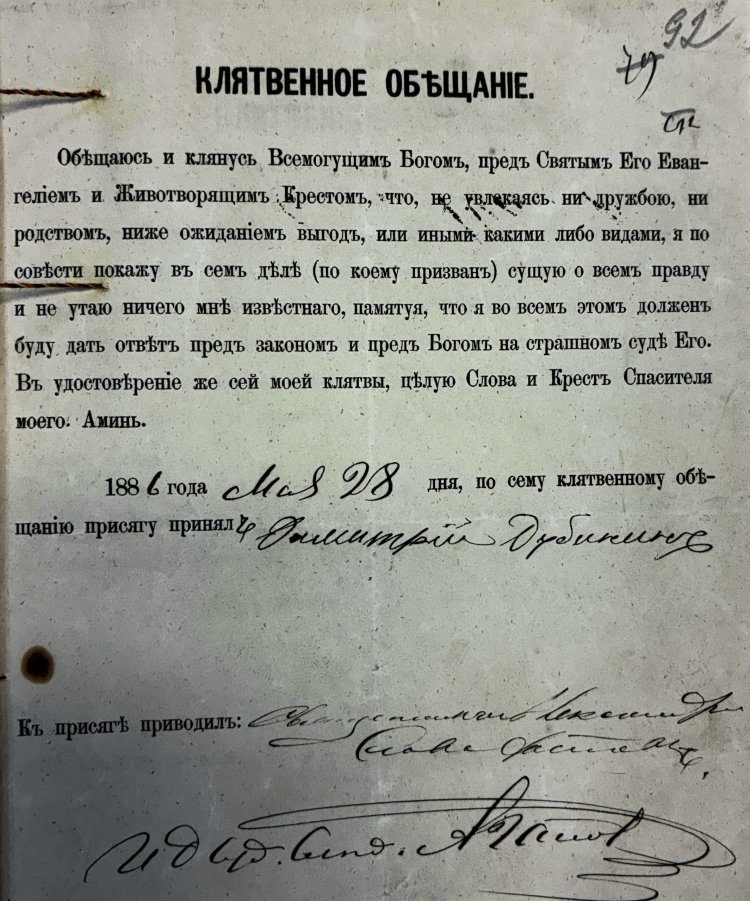 92
79
КЛЯТВЕННОЕ ОБѢЩАНІЕ.
Обѣщаюсь и клянусь Всемогущимъ Богомъ, предъ Святымъ Его Еван-
геліемъ и Животворящимъ Крестомъ, что, не увлекаясь ни дружбою, ни
родствомъ, ниже ожиданіемъ выгодъ, или иными какими либо видами, я по
совѣсти покажу въ семъ дѣлѣ (по коему призванъ) сущую о всемъ правду
и не утаю ничего мнѣ извѣстнаго, памятуя, что я во всемъ этомъ долженъ
буду дать отвѣтъ предъ закономъ и предъ Богомъ на страшномъ судѣ Его.
Въ удостовѣреніе же сей моей клятвы, цѣлую Слова и Крестъ Спасителя
моего. Аминь.
1886 года Мая 28 дня, по сему клятвенному обѣ-
щанію присягу принялъ Димитрій Дубининъ
Къ присягѣ приводилъ: Священникъ
И д Суд. Слѣд.